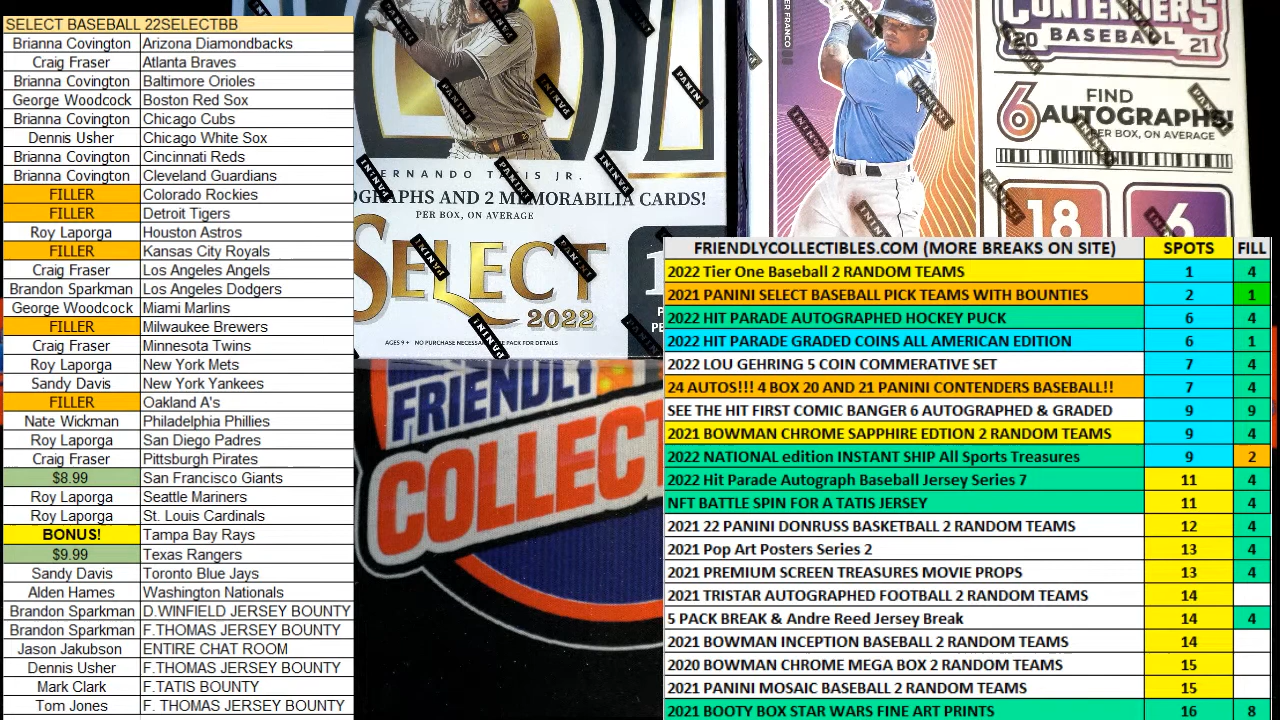 SELECT BASEBALL 22SELECTBB
Brianna Covington Arizona Diamondbacks
Craig Fraser Atlanta Braves
Brianna Covington Baltimore Orioles
George Woodcock Boston Red Sox
Brianna Covington Chicago Cubs
Dennis Usher Chicago White Sox
Brianna Covington Cincinnati Reds
Brianna Covington Cleveland Guardians
FILLER Colorado Rockies
FILLER Detroit Tigers
Roy Laporga Houston Astros
FILLER Kansas City Royals
Craig Fraser Los Angeles Angels
Brandon Sparkman Los Angeles Dodgers
George Woodcock Miami Marlins
FILLER Milwaukee Brewers
Craig Fraser Minnesota Twins
Roy Laporga New York Mets
Sandy Davis New York Yankees
FILLER Oakland A's
Nate Wickman Philadelphia Phillies
Roy Laporga San Diego Padres
Craig Fraser Pittsburgh Pirates
$8.99 San Francisco Giants
Roy Laporga Seattle Mariners
Roy Laporga St. Louis Cardinals
BONUS! Tampa Bay Rays
$9.99 Texas Rangers
Sandy Davis Toronto Blue Jays
Alden Hames Washington Nationals
Brandon Sparkman D.WINFIELD JERSEY BOUNTY
Brandon Sparkman F.THOMAS JERSEY BOUNTY
Jason Jakubson ENTIRE CHAT ROOM
Dennis Usher F.THOMAS JERSEY BOUNTY
Mark Clark F.TATIS BOUNTY
Tom Jones F. THOMAS JERSEY BOUNTY
ERNANDO TATIS JR.
OGRAPHS AND 2 MEMORABILIA CARDS!
PER BOX, ON AVERAGE
SELECT
2022
AGES 9+ NO PURCHASE NECESSA PACK FOR DETAILS
PANINI
FRIENDLY
COLLECT
ER FRANCO
CONTENDERS
20 BASEBALL 21
FIND
6 AUTOGRAPHS!
PER BOX, ON AVERAGE
18 6
FRIENDLYCOLLECTIBLES.COM (MORE BREAKS ON SITE) SPOTS FILL
2022 Tier One Baseball 2 RANDOM TEAMS 1 4
2021 PANINI SELECT BASEBALL PICK TEAMS WITH BOUNTIES 2 1
2022 HIT PARADE AUTOGRAPHED HOCKEY PUCK 6 4
2022 HIT PARADE GRADED COINS ALL AMERICAN EDITION 6 1
2022 LOU GEHRING 5 COIN COMMERATIVE SET 7 4
24 AUTOS!!! 4 BOX 20 AND 21 PANINI CONTENDERS BASEBALL!! 7 4
SEE THE HIT FIRST COMIC BANGER 6 AUTOGRAPHED & GRADED 9 9
2021 BOWMAN CHROME SAPPHIRE EDTION 2 RANDOM TEAMS 9 4
2022 NATIONAL edition INSTANT SHIP All Sports Treasures 9 2
2022 Hit Parade Autograph Baseball Jersey Series 7 11 4
NFT BATTLE SPIN FOR A TATIS JERSEY 11 4
2021 22 PANINI DONRUSS BASKETBALL 2 RANDOM TEAMS 12 4
2021 Pop Art Posters Series 2 13 4
2021 PREMIUM SCREEN TREASURES MOVIE PROPS 13 4
2021 TRISTAR AUTOGRAPHED FOOTBALL 2 RANDOM TEAMS 14
5 PACK BREAK & Andre Reed Jersey Break 14 4
2021 BOWMAN INCEPTION BASEBALL 2 RANDOM TEAMS 14
2020 BOWMAN CHROME MEGA BOX 2 RANDOM TEAMS 15
2021 PANINI MOSAIC BASEBALL 2 RANDOM TEAMS 15
2021 BOOTY BOX STAR WARS FINE ART PRINTS 16 8